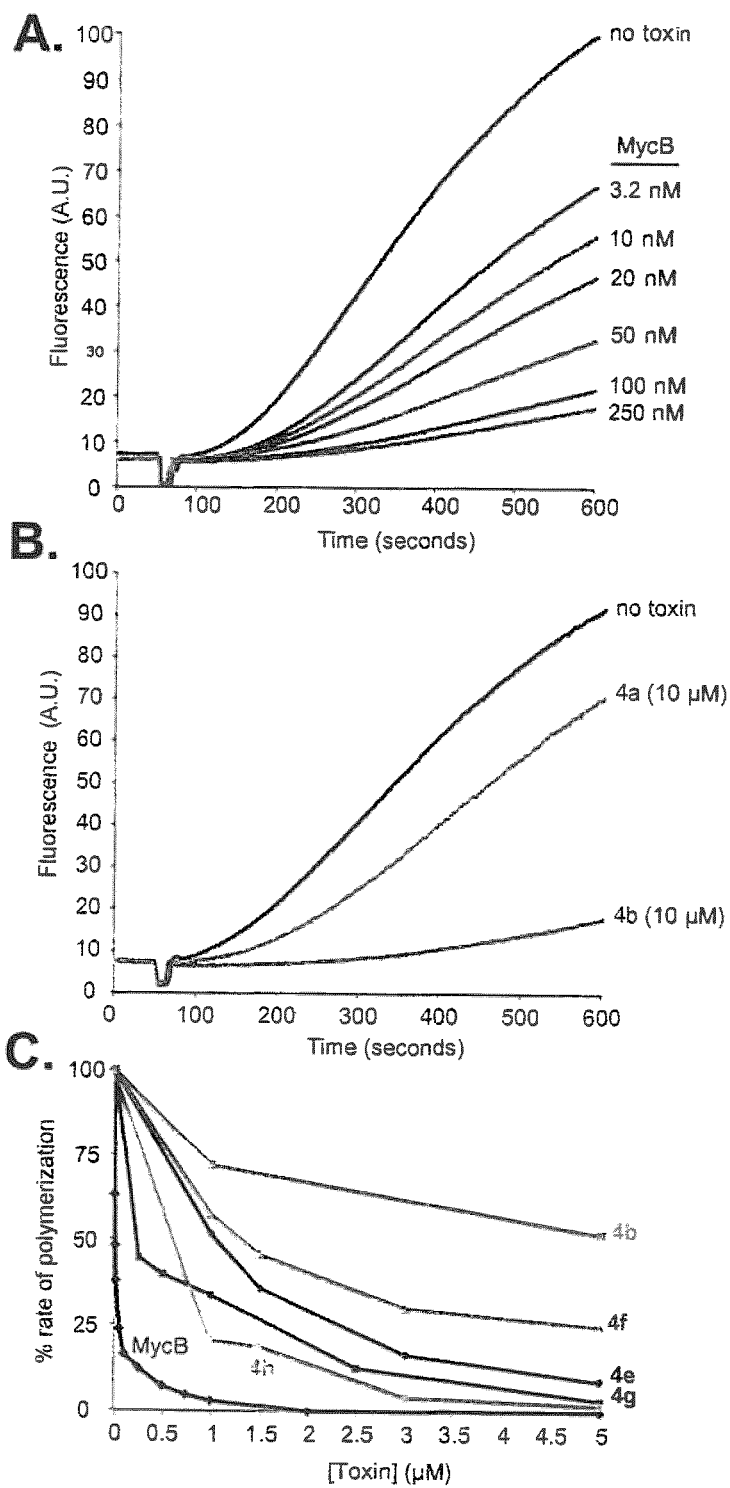 A.
100
90
80
70
60
50
40
30
20
10
0
Fluorescence (A.U.)
no toxin
MycB
3.2 nM
10 nM
20 nM
50 nM
100 nM
250 nM
0 100 200 300 400 500 600
Time (seconds)
B.
100
90
80
70
60
50
40
30
20
10
0
Fluorescence (A.U.)
no toxin
4a (10 µM)
4b (10 µM)
0 100 200 300 400 500 600
Time (seconds)
C.
100
75
50
25
0
% rate of polymerization
4b
4f
4e
4g
MycB
4h
0 0.5 1 1.5 2 2.5 3 3.5 4 4.5 5
[Toxin] (µM)